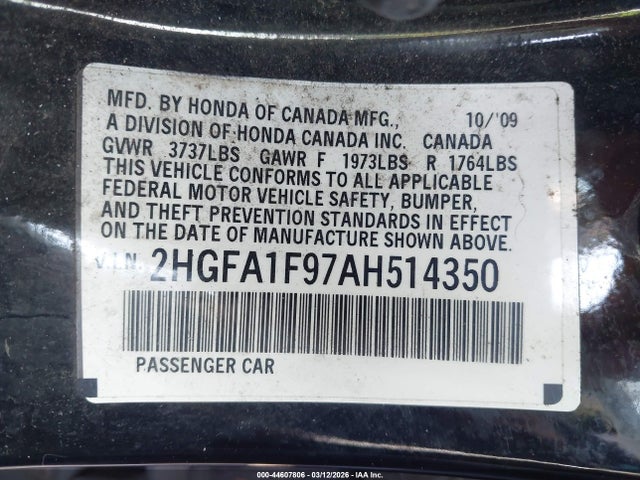 MFD. BY HONDA OF CANADA MFG., 10/'09
A DIVISION OF HONDA CANADA INC. CANADA
GVWR 3737LBS GAWR F 1973LBS R 1764LBS
THIS VEHICLE CONFORMS TO ALL APPLICABLE
FEDERAL MOTOR VEHICLE SAFETY, BUMPER,
AND THEFT PREVENTION STANDARDS IN EFFECT
ON THE DATE OF MANUFACTURE SHOWN ABOVE.
V.I.N. 2HGFA1F97AH514350
PASSENGER CAR
000-44607806 - 03/12/2026 - IAA Inc.